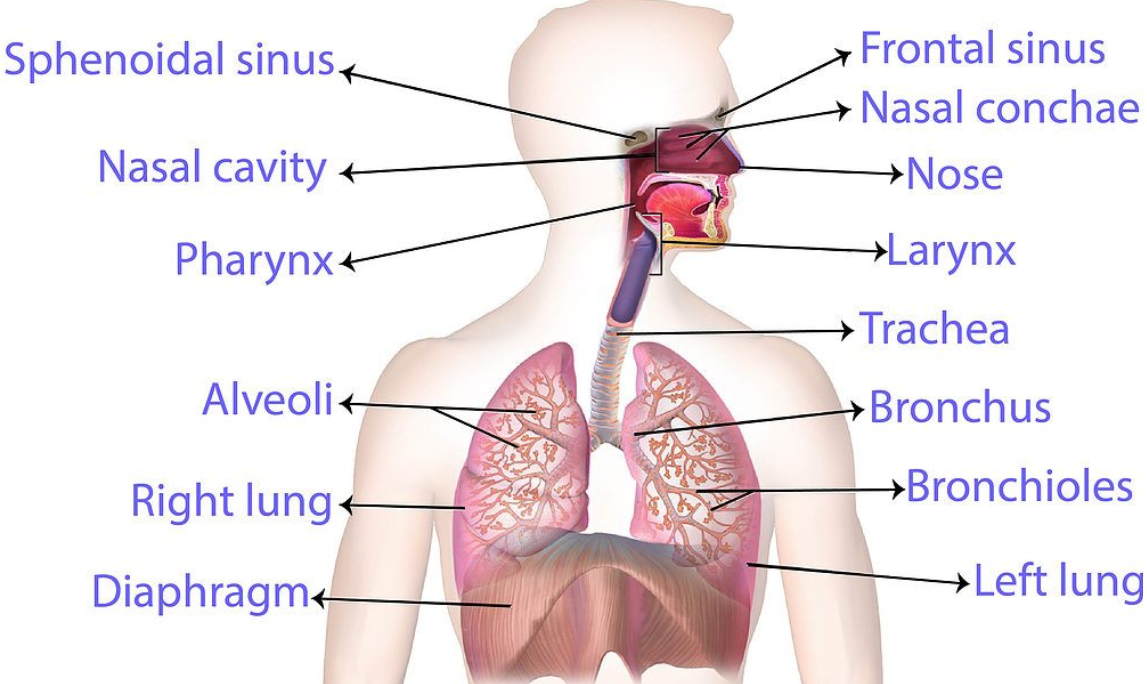 Sphenoidal sinus
Frontal sinus
Nasal conchae
Nasal cavity
Nose
Pharynx
Larynx
Trachea
Alveoli
Bronchus
Right lung
Bronchioles
Diaphragm
Left lung